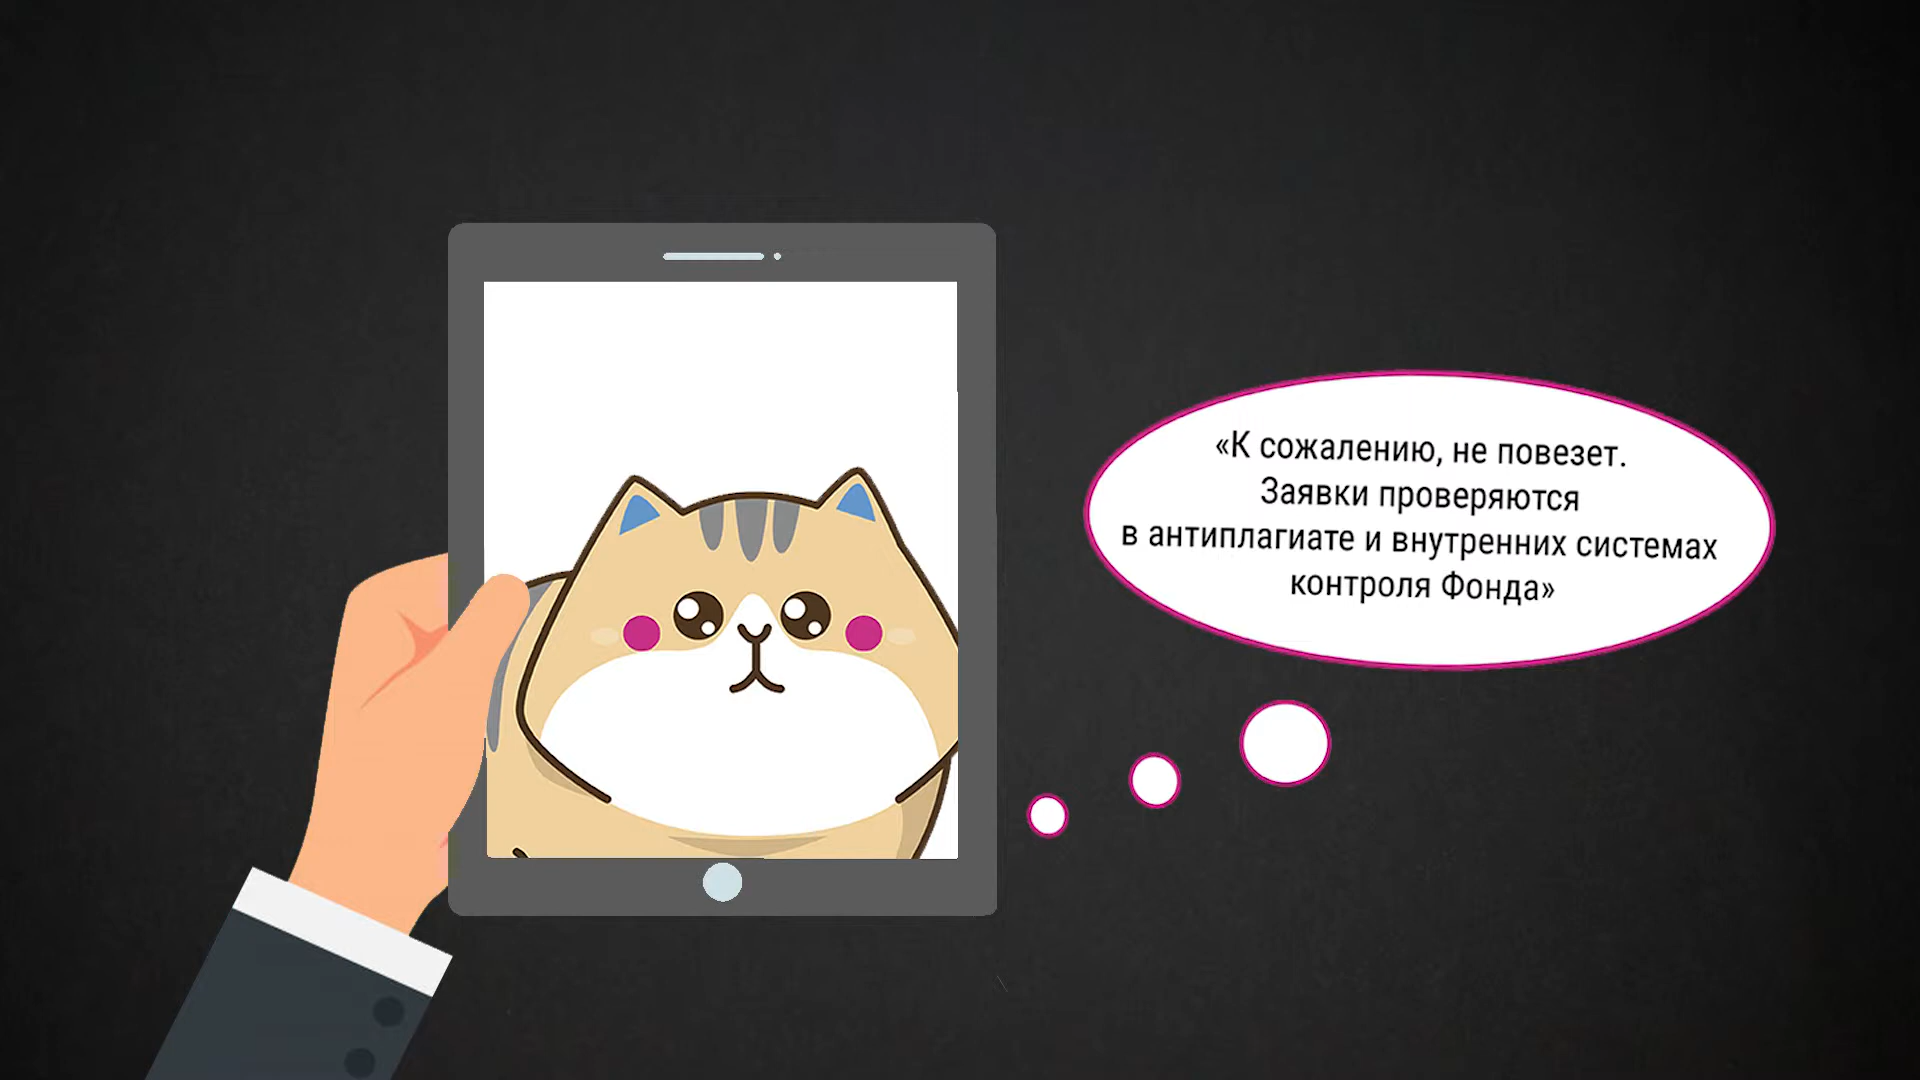 «К сожалению, не повезет.
Заявки проверяются
в антиплагиате и внутренних системах
контроля Фонда»